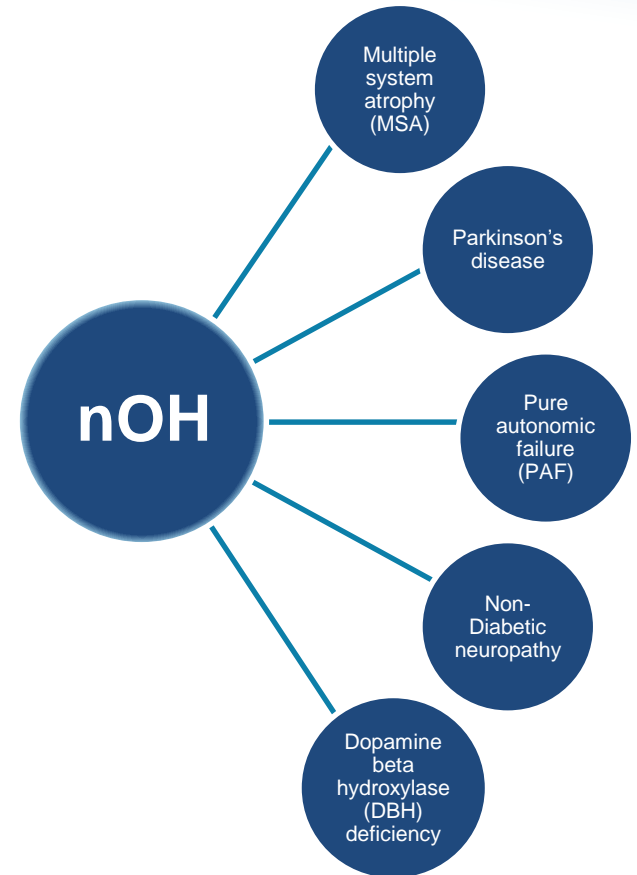 Multiple
system
atrophy
(MSA)
Parkinson’s
disease
nOH
Pure
autonomic
failure
(PAF)
Non-
Diabetic
neuropathy
Dopamine
beta
hydroxylase
(DBH)
deficiency